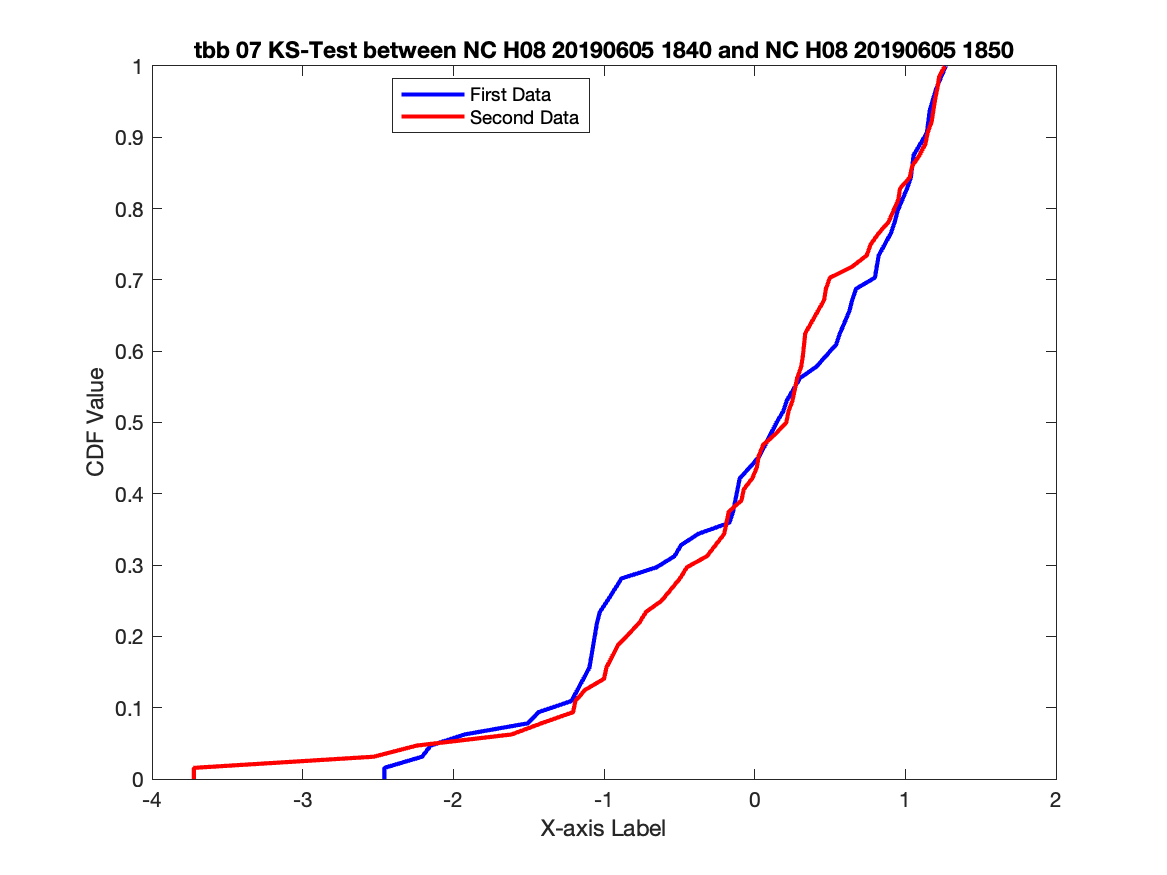 tbb 07 KS-Test between NC H08 20190605 1840 and NC H08 20190605 1850
First Data
Second Data
1
0.9
0.8
0.7
0.6
0.5
0.4
0.3
0.2
0.1
0
CDF Value
-4 -3 -2 -1 0 1 2
X-axis Label